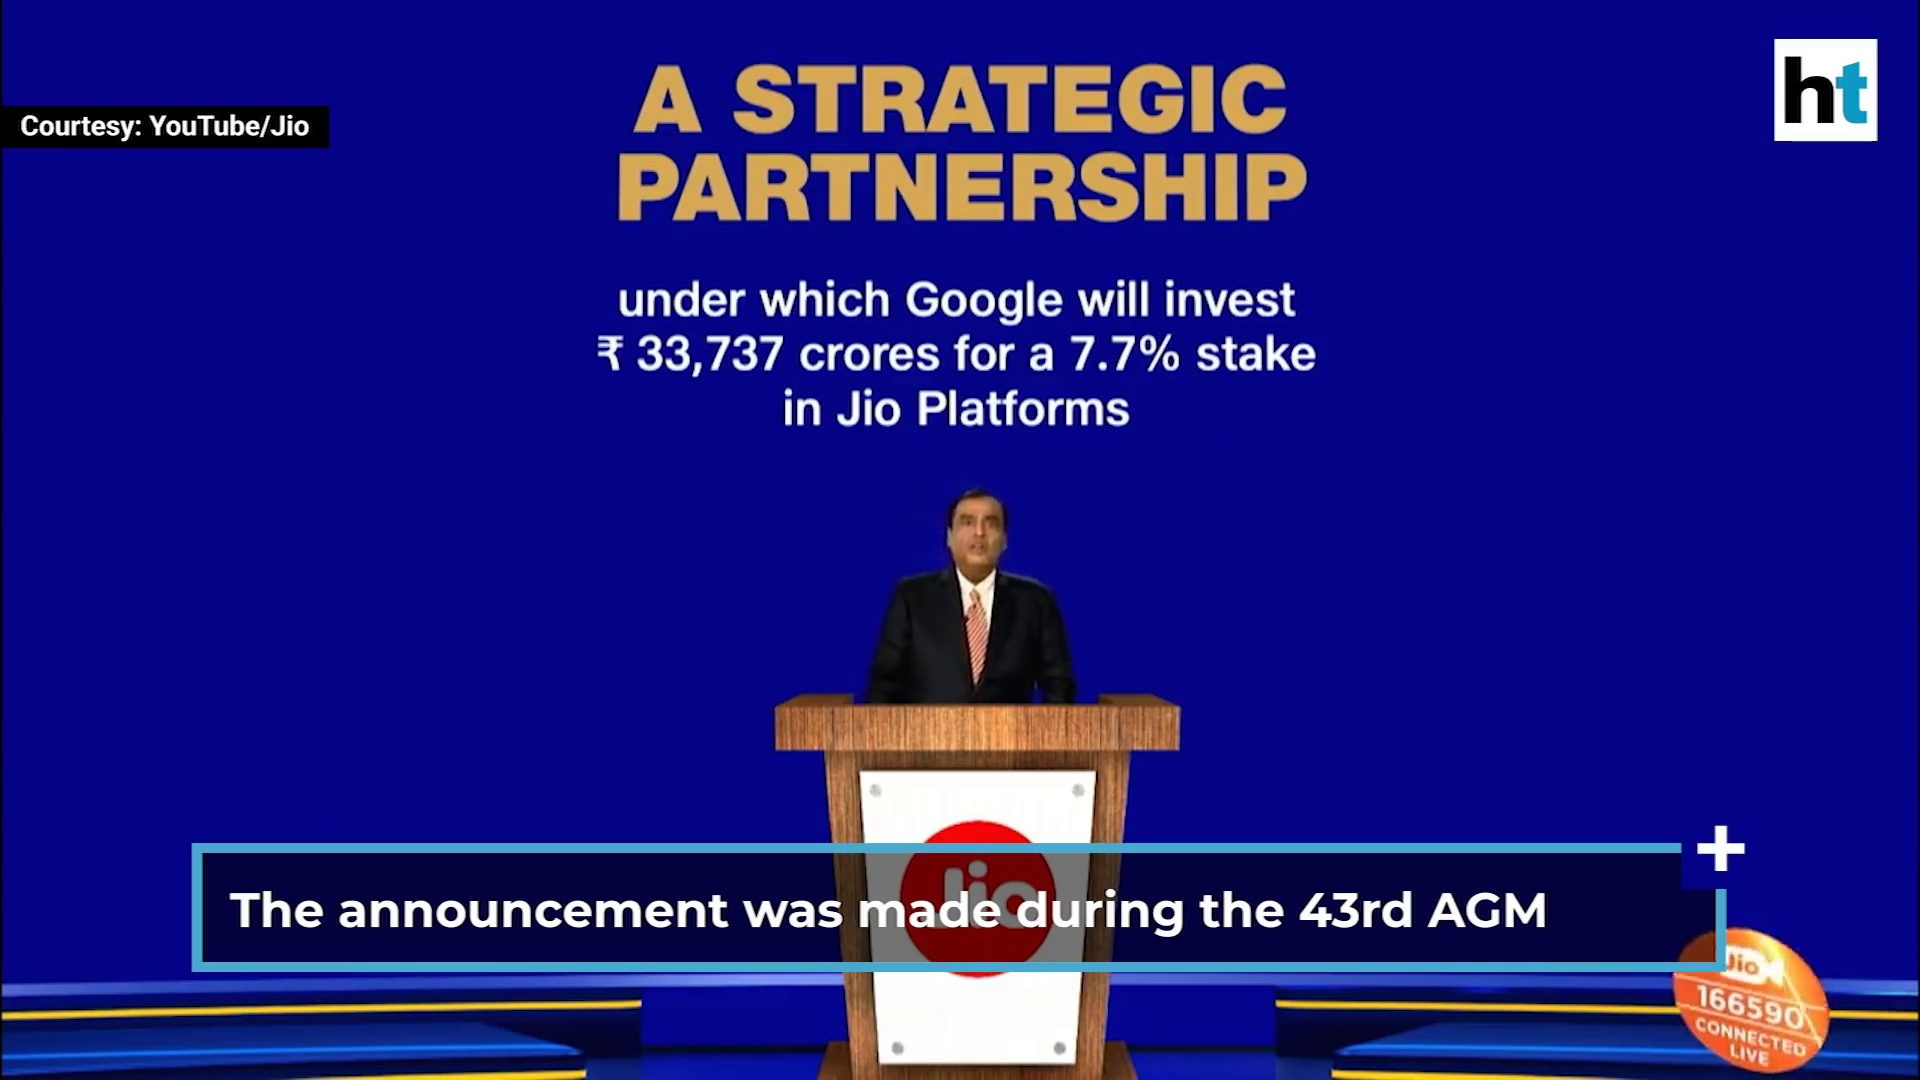 A STRATEGIC
PARTNERSHIP
ht
Courtesy: YouTube/Jio
under which Google will invest
₹ 33,737 crores for a 7.7% stake
in Jio Platforms
Jio
The announcement was made during the 43rd AGM
Jio
166590
CONNECTED
LIVE